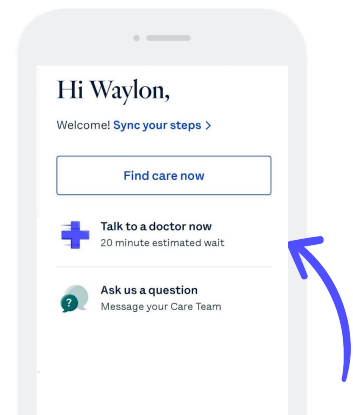 Hi Waylon,
Welcome! Sync your steps >
Find care now
Talk to a doctor now
20 minute estimated wait
Ask us a question
?
Message your Care Team